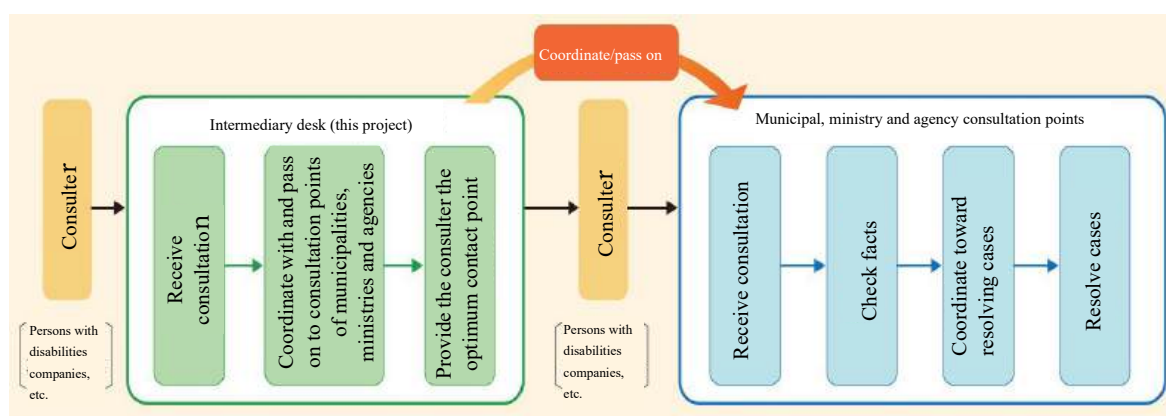 Coordinate/pass on
Consulter
Persons with
disabilities
companies,
etc.
Intermediary desk (this project)
Receive
consultation
Coordinate with and pass
on to consultation points
of municipalities,
ministries and agencies
Provide the consulter the
optimum contact point
Consulter
Persons with
disabilities
companies,
etc.
Municipal, ministry and agency consultation points
Receive consultation
Check facts
Coordinate toward
resolving cases
Resolve cases